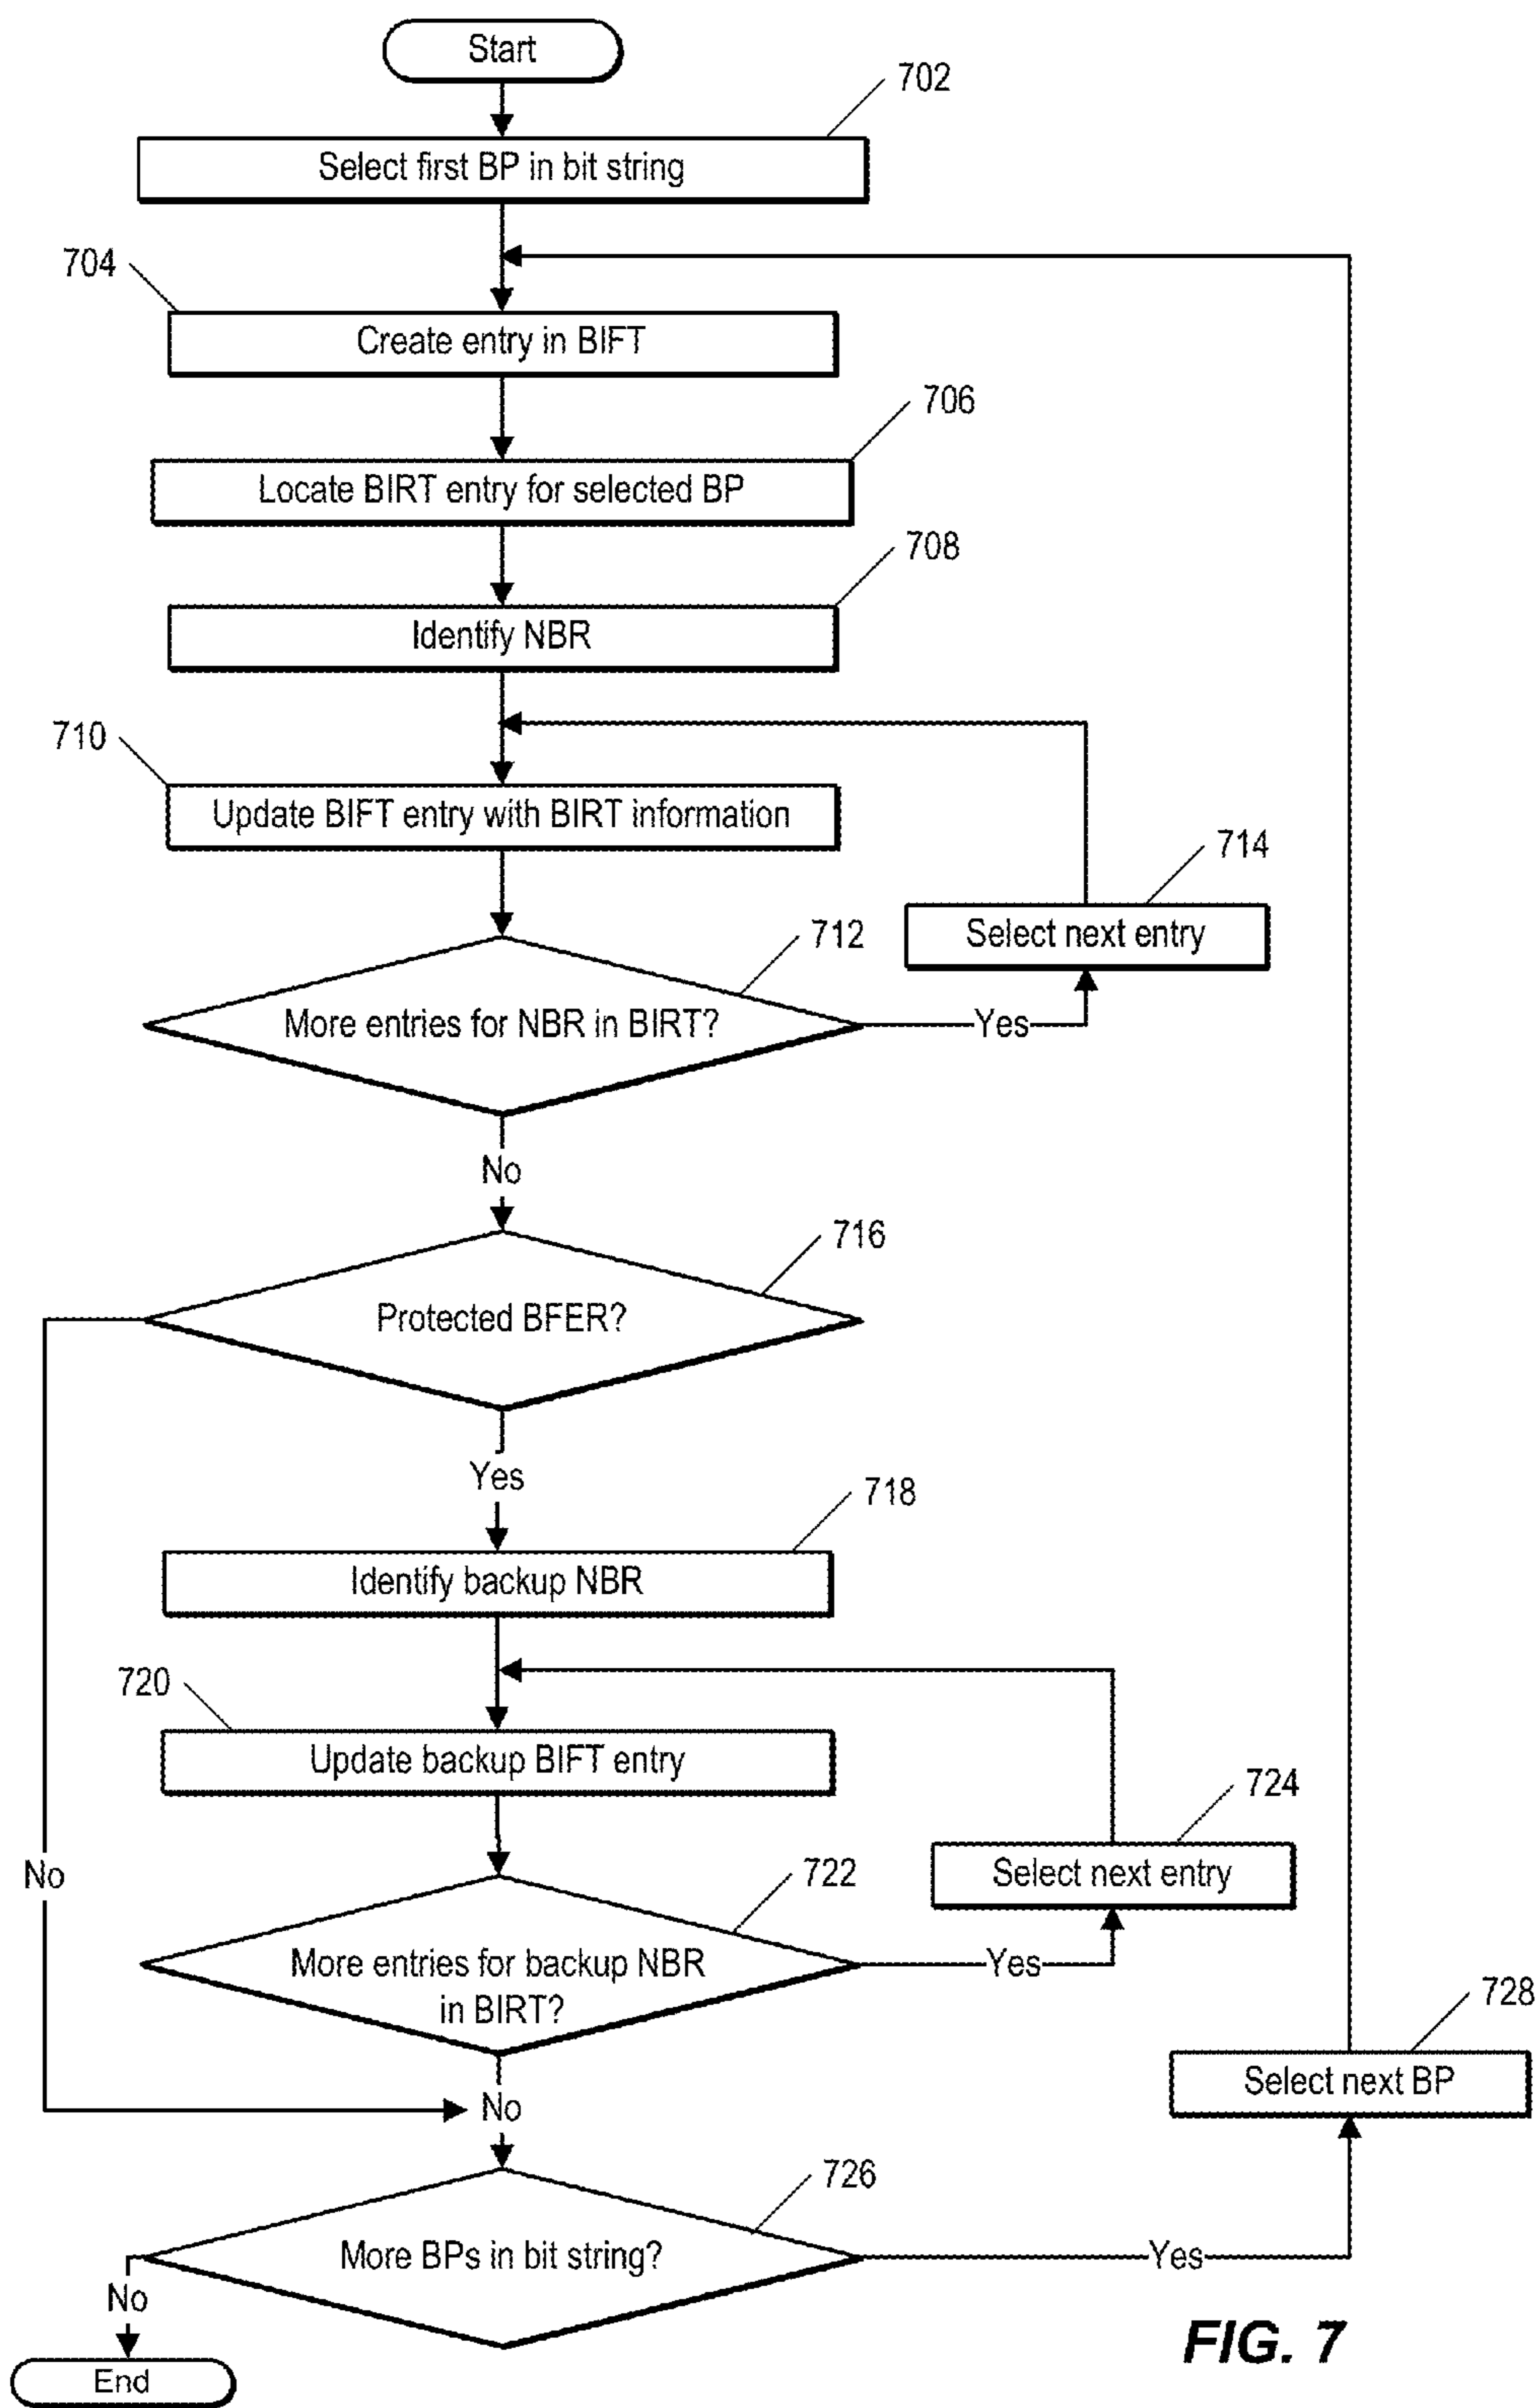 Start
702
Select first BP in bit string
704
Create entry in BIFT
706
Locate BIRT entry for selected BP
708
Identify NBR
710
Update BIFT entry with BIRT information
714
Select next entry
712
More entries for NBR in BIRT?
Yes
No
716
Protected BFER?
Yes
718
Identify backup NBR
720
Update backup BIFT entry
724
Select next entry
No
722
More entries for backup NBR
in BIRT?
Yes
728
Select next BP
No
726
More BPs in bit string?
Yes
No
End
FIG. 7